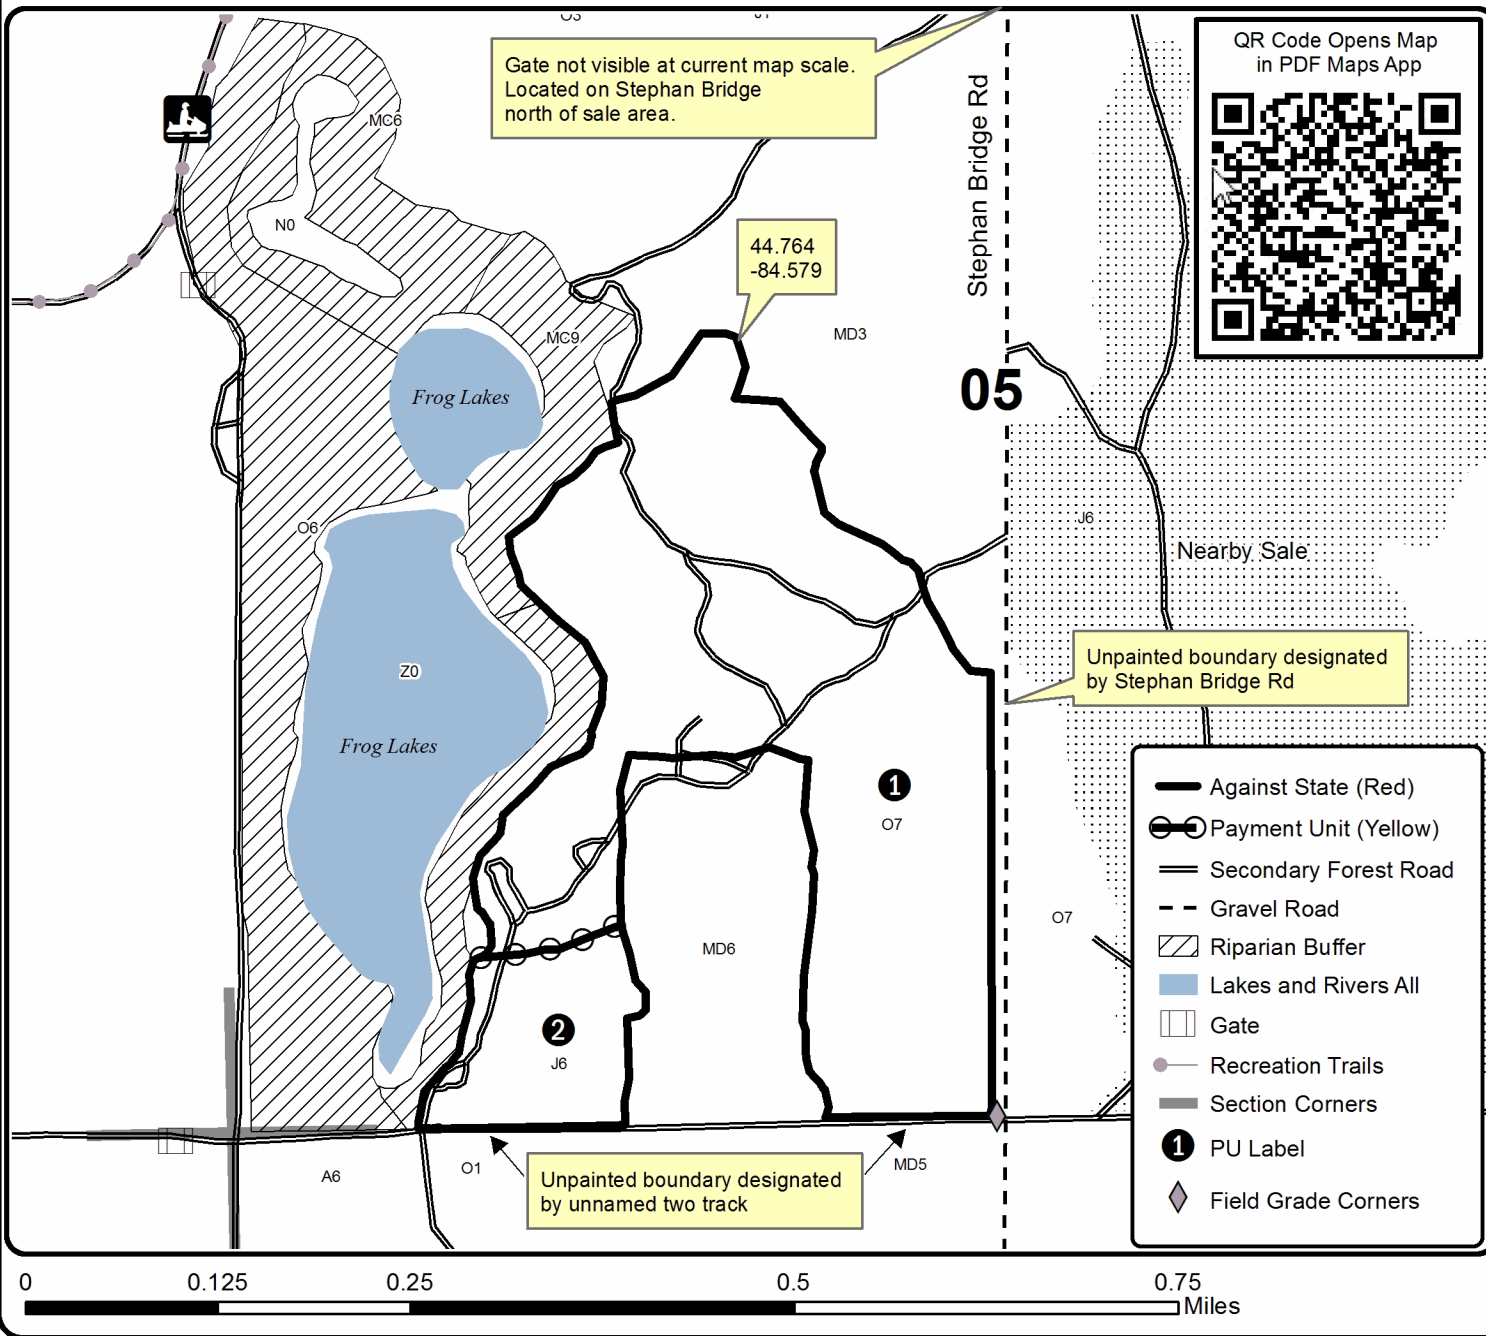 Gate not visible at current map scale.
Located on Stephan Bridge
north of sale area.
QR Code Opens Map
in PDF Maps App
Stephan Bridge Rd
MC6
N0
44.764
-84.579
MD3
MC9
05
Frog Lakes
O6
J6
Nearby Sale
Z0
Unpainted boundary designated
by Stephan Bridge Rd
Frog Lakes
1
O7
O7
MD6
2
J6
A6
O1
MD5
Unpainted boundary designated
by unnamed two track
Against State (Red)
Payment Unit (Yellow)
Secondary Forest Road
Gravel Road
Riparian Buffer
Lakes and Rivers All
Gate
Recreation Trails
Section Corners
1 PU Label
Field Grade Corners
0 0.125 0.25 0.5 0.75
Miles